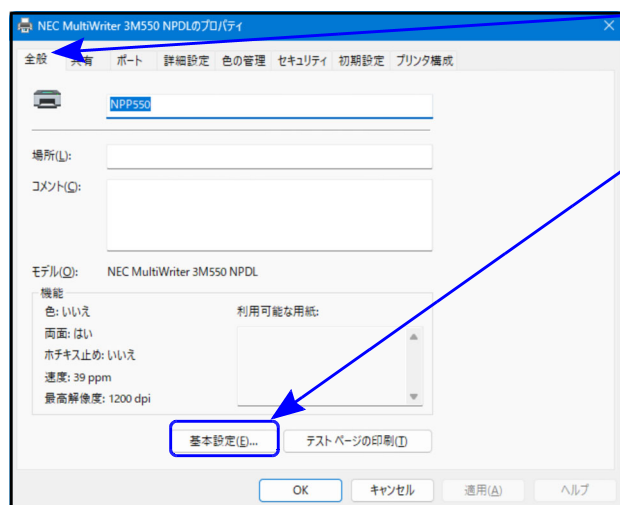 NEC MultiWriter 3M550 NPDLのプロパティ
全般 共有 ポート 詳細設定 色の管理 セキュリティ 初期設定 プリンタ構成
NPP550
場所(L):
コメント(C):
モデル(O): NEC MultiWriter 3M550 NPDL
機能
色: いいえ 利用可能な用紙:
両面: はい
ホチキス止め: いいえ
速度: 39 ppm
最高解像度: 1200 dpi
基本設定(E)... テスト ページの印刷(T)
OK キャンセル 適用(A) ヘルプ